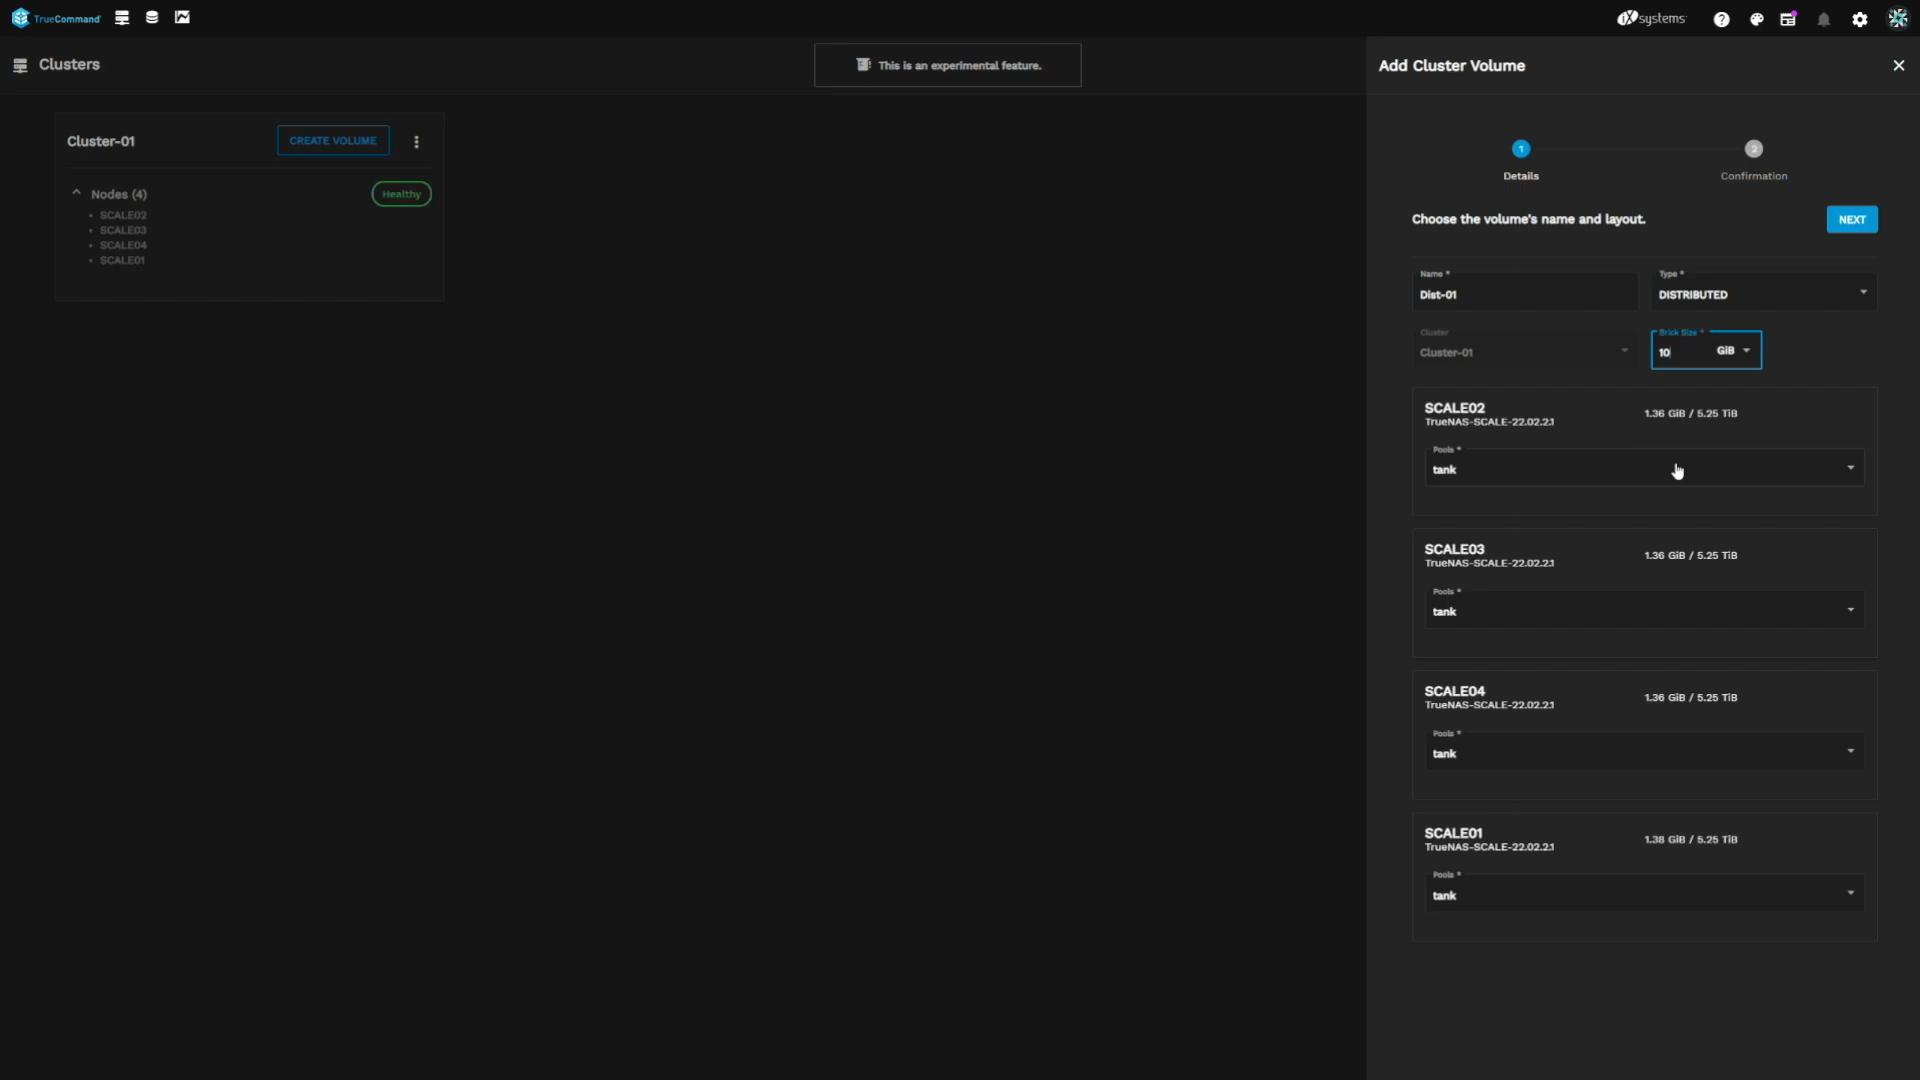 TrueCommand
iXsystems
Clusters
This is an experimental feature.
Add Cluster Volume
Cluster-01
CREATE VOLUME
Nodes (4)
Healthy
SCALE02
SCALE03
SCALE04
SCALE01
1
2
Details
Confirmation
Choose the volume's name and layout.
NEXT
Name *
Dist-01
Type *
DISTRIBUTED
Cluster
Cluster-01
Brick Size *
10
GiB
SCALE02
TrueNAS-SCALE-22.02.2.1
1.36 GiB / 5.25 TiB
Pools *
tank
SCALE03
TrueNAS-SCALE-22.02.2.1
1.36 GiB / 5.25 TiB
Pools *
tank
SCALE04
TrueNAS-SCALE-22.02.2.1
1.36 GiB / 5.25 TiB
Pools *
tank
SCALE01
TrueNAS-SCALE-22.02.2.1
1.38 GiB / 5.25 TiB
Pools *
tank